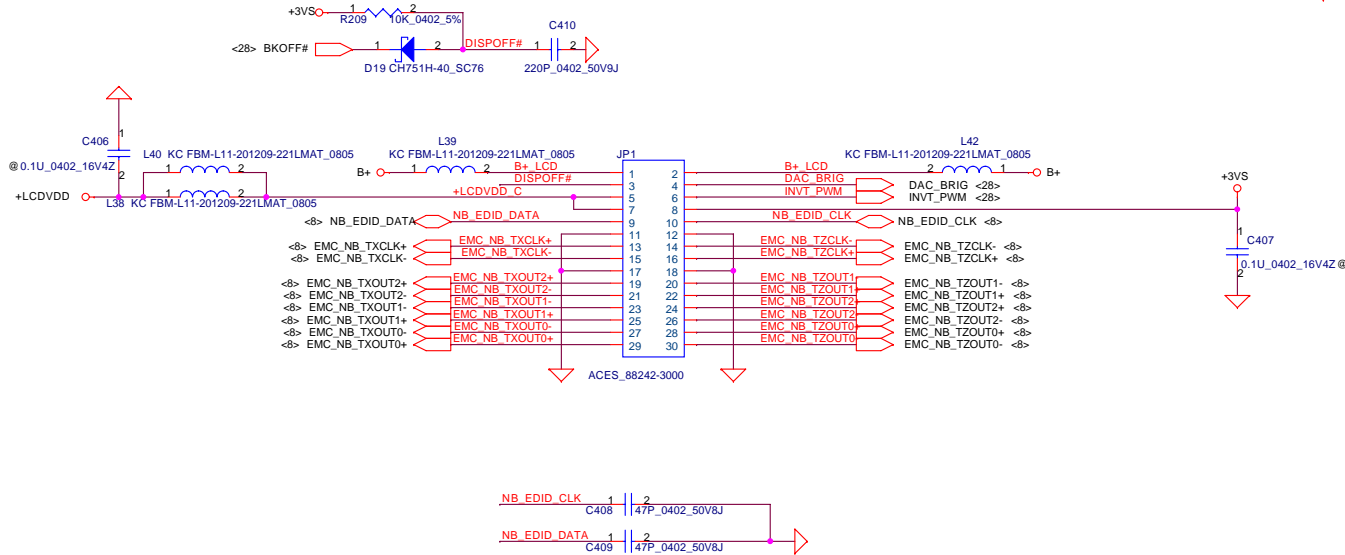 +3VS 1 2
R209 10K_0402_5%
C410
<28> BKOFF# 1 2 DISPOFF# 1 2
D19 CH751H-40_SC76 220P_0402_50V9J
1
C406
@ 0.1U_0402_16V4Z
2
L40 KC FBM-L11-201209-221LMAT_0805
1 2
+LCDVDD 1 2
L38 KC FBM-L11-201209-221LMAT_0805
L39
KC FBM-L11-201209-221LMAT_0805
B+ 1 2 B+_LCD
DISPOFF#
+LCDVDD_C
JP1
L42
KC FBM-L11-201209-221LMAT_0805
B+_LCD 2 1 B+
DAC_BRIG DAC_BRIG <28>
INVT_PWM INVT_PWM <28>
+3VS
1
C407
0.1U_0402_16V4Z @
2
1 2
3 4
5 6
7 8
9 10
11 12
13 14
15 16
17 18
19 20
21 22
23 24
25 26
27 28
29 30
<8> NB_EDID_DATA NB_EDID_DATA
<8> EMC_NB_TXCLK+ EMC_NB_TXCLK+
<8> EMC_NB_TXCLK- EMC_NB_TXCLK-
<8> EMC_NB_TXOUT2+ EMC_NB_TXOUT2+
<8> EMC_NB_TXOUT2- EMC_NB_TXOUT2-
<8> EMC_NB_TXOUT1- EMC_NB_TXOUT1-
<8> EMC_NB_TXOUT1+ EMC_NB_TXOUT1+
<8> EMC_NB_TXOUT0- EMC_NB_TXOUT0-
<8> EMC_NB_TXOUT0+ EMC_NB_TXOUT0+
NB_EDID_CLK NB_EDID_CLK <8>
EMC_NB_TZCLK- EMC_NB_TZCLK- <8>
EMC_NB_TZCLK+ EMC_NB_TZCLK+ <8>
EMC_NB_TZOUT1- EMC_NB_TZOUT1- <8>
EMC_NB_TZOUT1+ EMC_NB_TZOUT1+ <8>
EMC_NB_TZOUT2+ EMC_NB_TZOUT2+ <8>
EMC_NB_TZOUT2 EMC_NB_TZOUT2- <8>
EMC_NB_TZOUT0+ EMC_NB_TZOUT0+ <8>
EMC_NB_TZOUT0 EMC_NB_TZOUT0- <8>
ACES_88242-3000
NB_EDID_CLK 1 2
C408 47P_0402_50V8J
NB_EDID_DATA 1 2
C409 47P_0402_50V8J